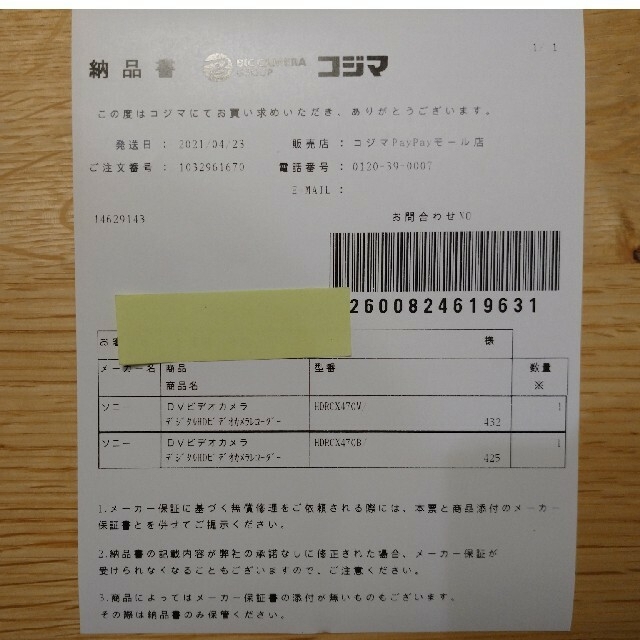 1/ 1
納品書 BIC CAMERA コジマ
この度はコジマにてお買い求めいただき、ありがとうございます。
発送日 : 2021/04/23 販売店 : コジマPayPayモール店
ご注文番号 : 1032961670 電話番号 : 0120-39-0007
E-MAIL :
14629143 お問合わせNO
2600824619631
お客 様
メーカー名 商品 型番 数量
商品名 ※
ソニー DVビデオカメラ HDRCX470W/ 1
デジタルHDビデオカメラレコーダー 432
ソニー DVビデオカメラ HDRCX470B/ 1
デジタルHDビデオカメラレコーダー 425
1.メーカー保証に基づく無償修理をご依頼される際には、本票と商品添付のメーカー
保証書とを併せてご提示ください。
2.納品書の記載内容が弊社の承諾なしに修正された場合、メーカー保証が
受けられなくなることもございますので、ご注意ください。
3.商品によってはメーカー保証書の添付が無いものもございます。
その際は納品書のみ保管ください。